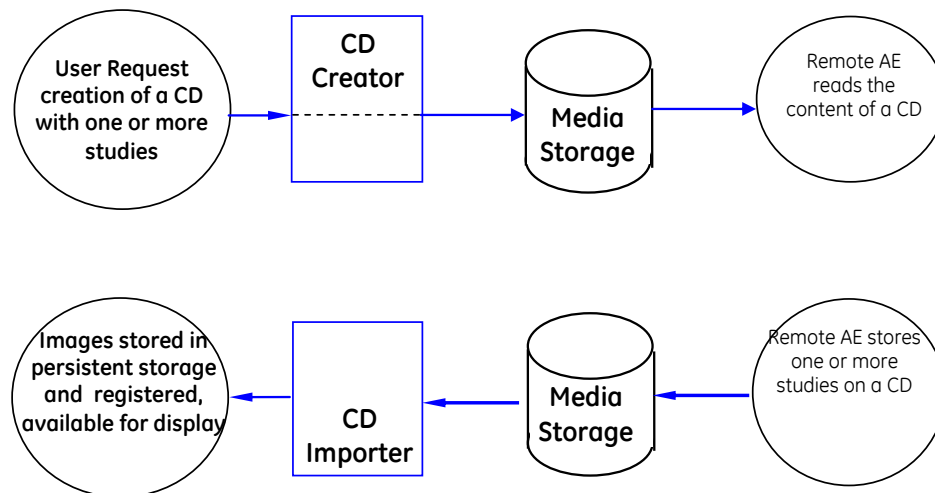 User Request
creation of a CD
with one or more
studies
CD
Creator
Media
Storage
Remote AE
reads the
content of a CD
Images stored in
persistent storage
and registered,
available for display
CD
Importer
Media
Storage
Remote AE stores
one or more
studies on a CD